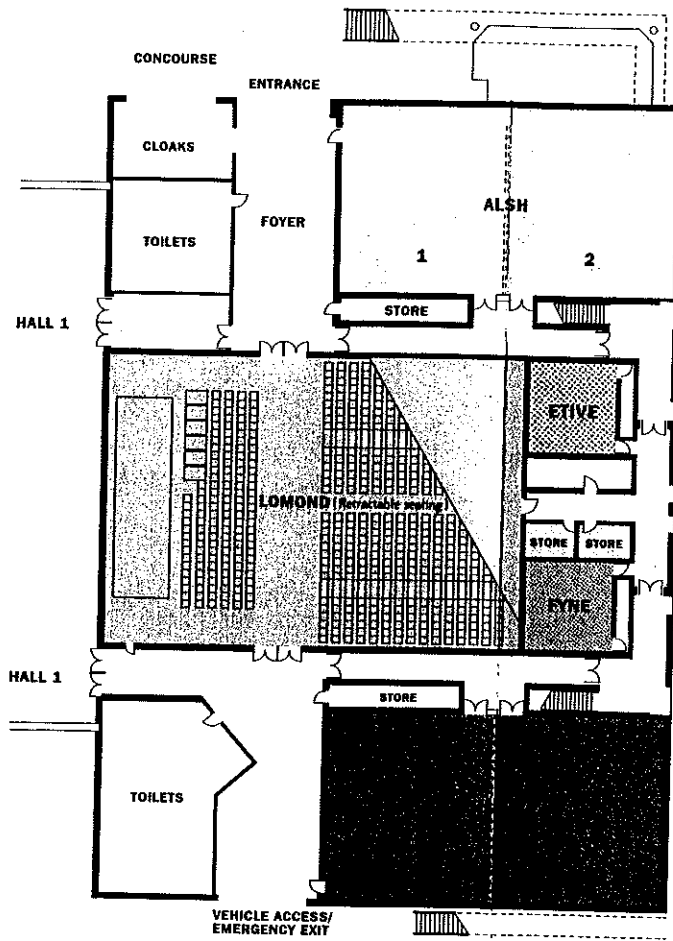 CONCOURSE
ENTRANCE
CLOAKS
ALSH
FOYER
TOILETS
1
2
STORE
HALL 1
ETIVE
LOMOND (Retractable seating)
STORE
STORE
FYNE
HALL 1
STORE
TOILETS
VEHICLE ACCESS/
EMERGENCY EXIT